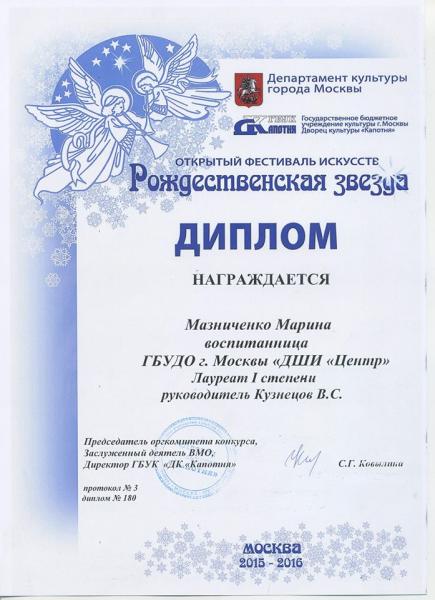 Департамент культуры
города Москвы
ГБУК
КАПОТНЯ
Государственное бюджетное
учреждение культуры г. Москвы
Дворец культуры «Капотня»
ОТКРЫТЫЙ ФЕСТИВАЛЬ ИСКУССТВ
Рождественская звезда
ДИПЛОМ
НАГРАЖДАЕТСЯ
Мазниченко Марина
воспитанница
ГБУДО г. Москвы «ДШИ «Центр»
Лауреат I степени
руководитель Кузнецов В.С.
Председатель оргкомитета конкурса,
Заслуженный деятель ВМО,
Директор ГБУК «ДК «Капотня»
С.Г. Ковылина
протокол № 3
диплом № 180
МОСКВА
2015 - 2016